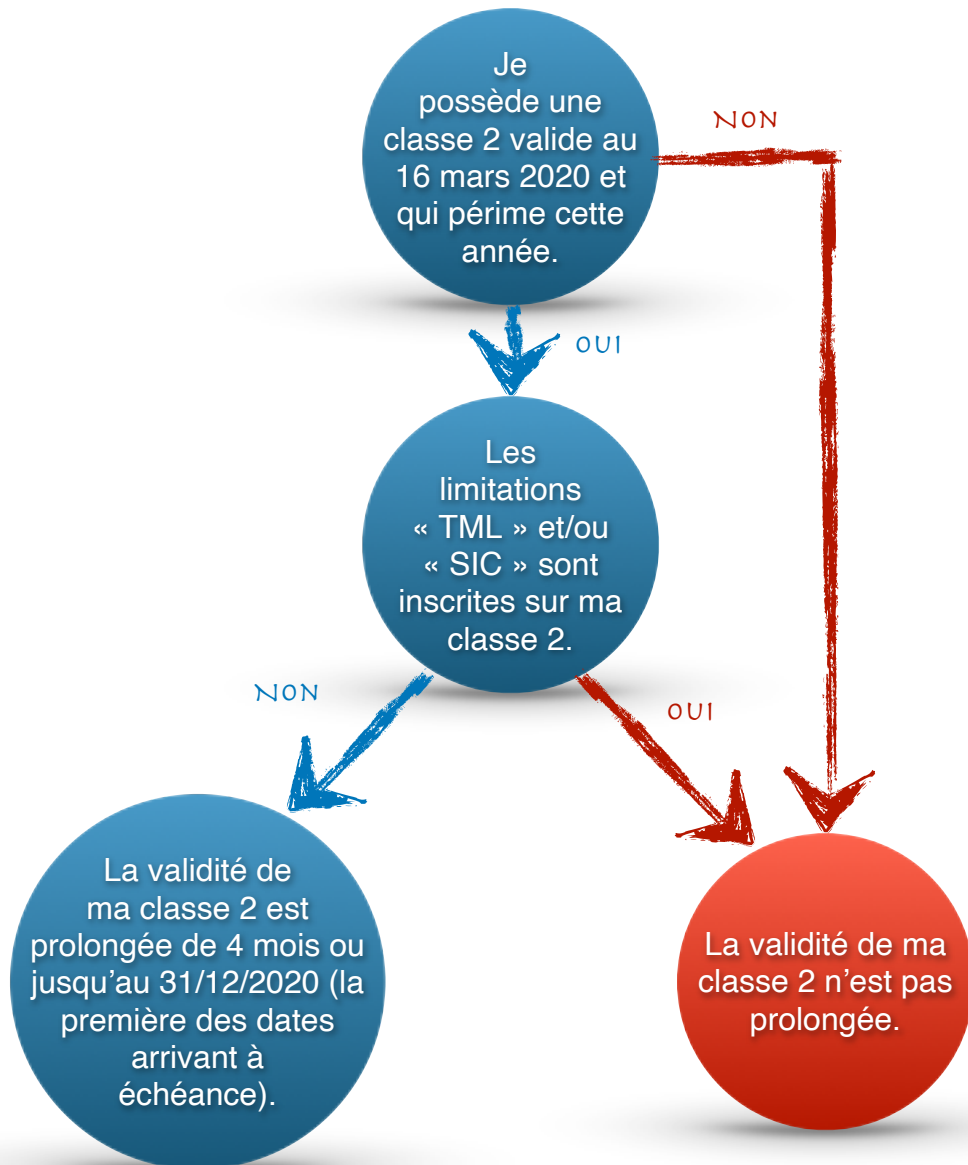 Je
possède une
classe 2 valide au
16 mars 2020 et
qui périme cette
année.
NON
OUI
Les
limitations
« TML » et/ou
« SIC » sont
inscrites sur ma
classe 2.
NON
OUI
La validité de
ma classe 2 est
prolongée de 4 mois ou
jusqu’au 31/12/2020 (la
première des dates
arrivant à
échéance).
La validité de ma
classe 2 n’est pas
prolongée.